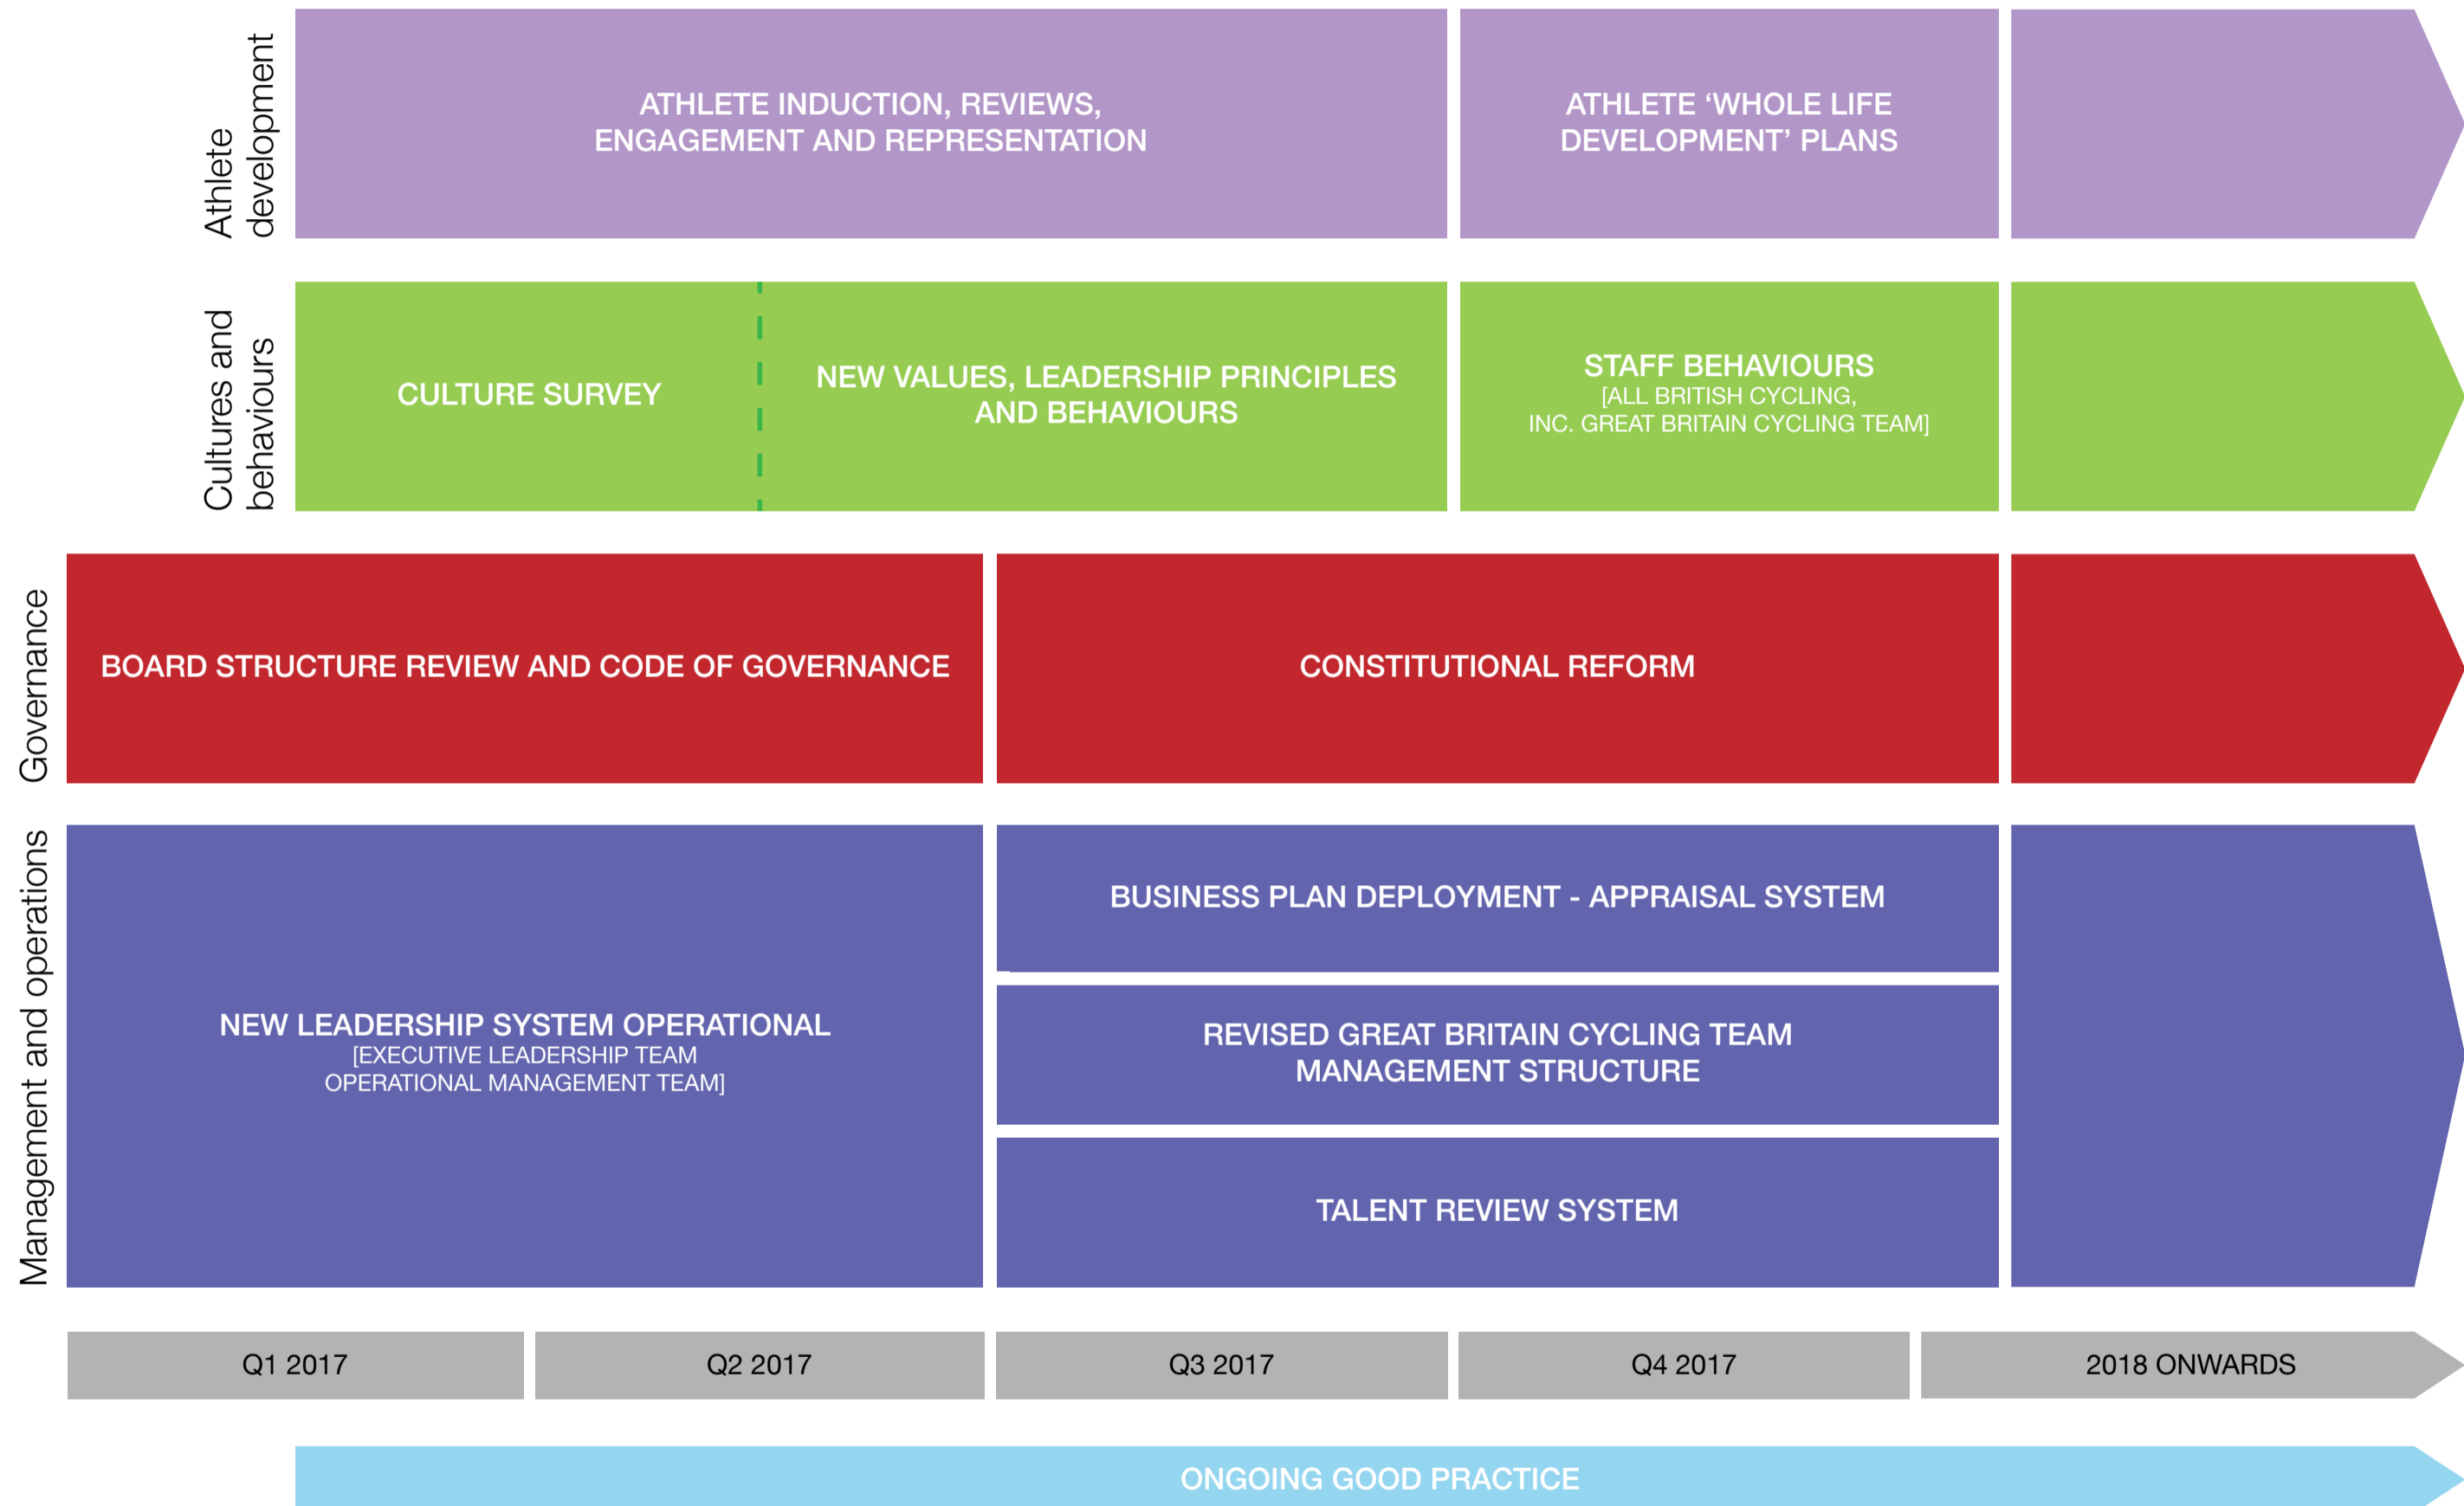 Athlete
development
ATHLETE INDUCTION, REVIEWS,
ENGAGEMENT AND REPRESENTATION
ATHLETE ‘WHOLE LIFE
DEVELOPMENT’ PLANS
Cultures and
behaviours
CULTURE SURVEY
NEW VALUES, LEADERSHIP PRINCIPLES
AND BEHAVIOURS
STAFF BEHAVIOURS
[ALL BRITISH CYCLING,
INC. GREAT BRITAIN CYCLING TEAM]
Governance
BOARD STRUCTURE REVIEW AND CODE OF GOVERNANCE
CONSTITUTIONAL REFORM
Management and operations
NEW LEADERSHIP SYSTEM OPERATIONAL
[EXECUTIVE LEADERSHIP TEAM
OPERATIONAL MANAGEMENT TEAM]
BUSINESS PLAN DEPLOYMENT - APPRAISAL SYSTEM
REVISED GREAT BRITAIN CYCLING TEAM
MANAGEMENT STRUCTURE
TALENT REVIEW SYSTEM
Q1 2017
Q2 2017
Q3 2017
Q4 2017
2018 ONWARDS
ONGOING GOOD PRACTICE